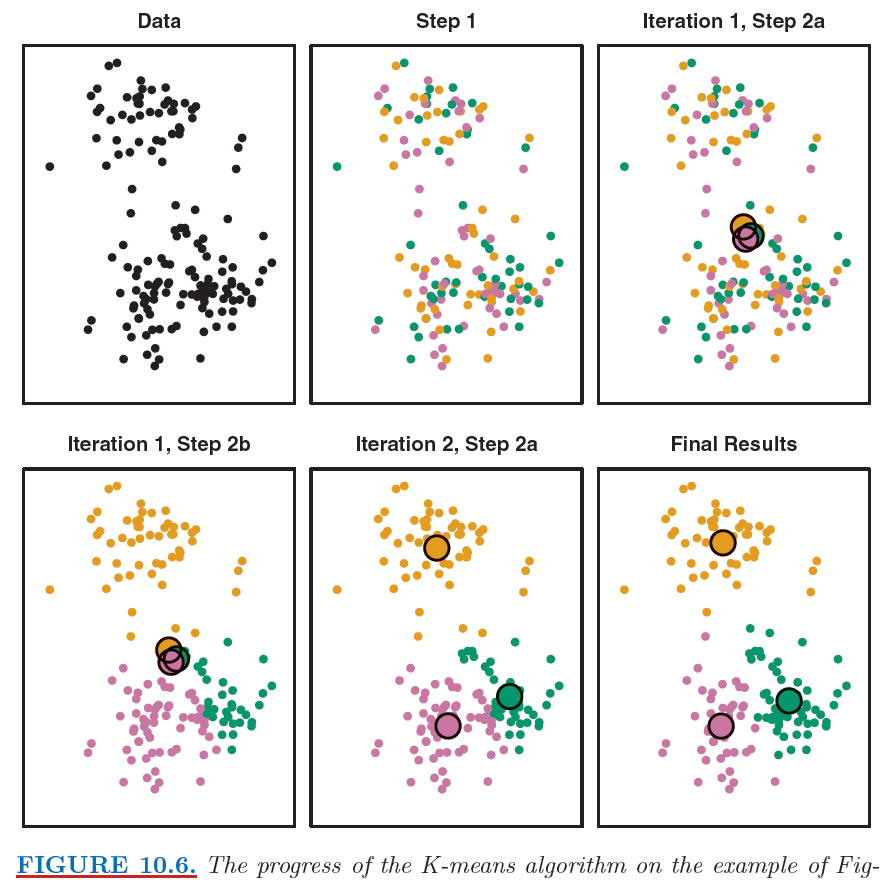 Data
Step 1
Iteration 1, Step 2a
Iteration 1, Step 2b
Iteration 2, Step 2a
Final Results
FIGURE 10.6. The progress of the K-means algorithm on the example of Fig-